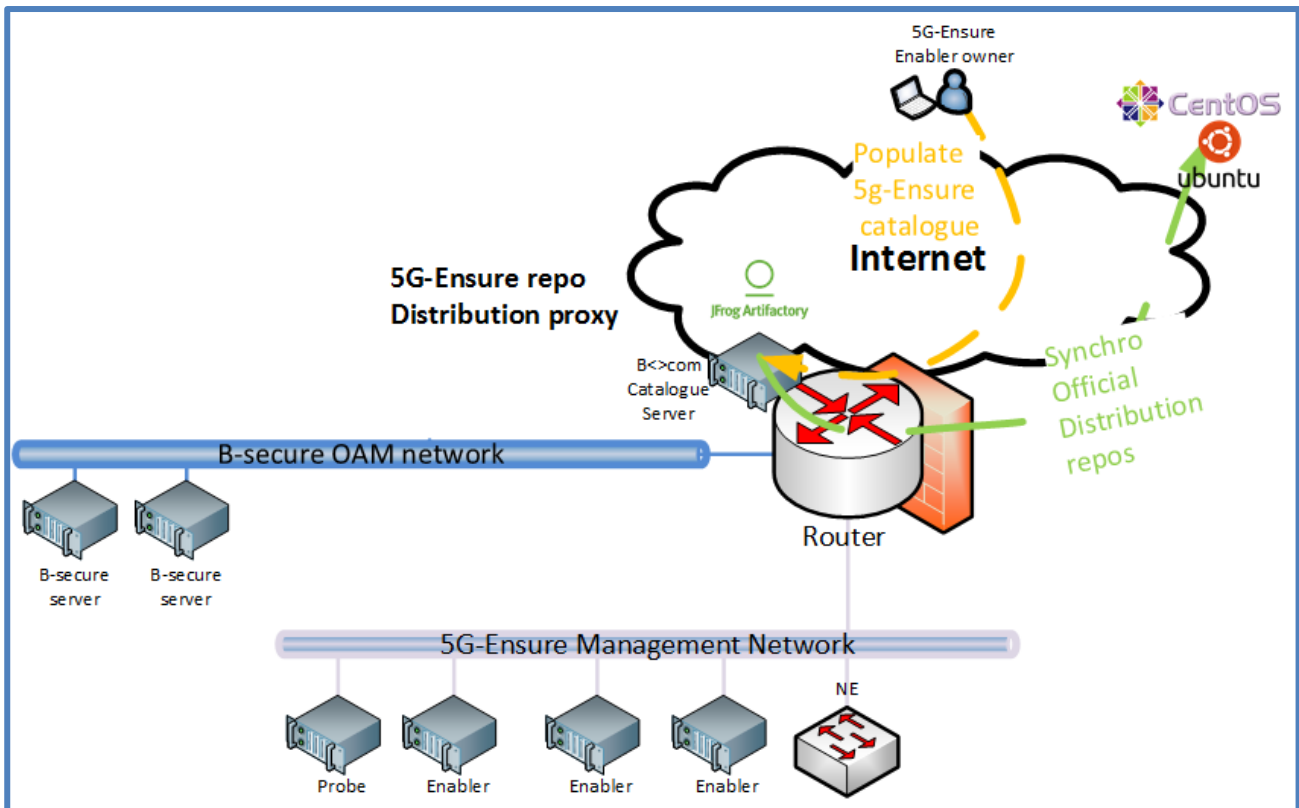 5G-Ensure
Enabler owner
CentOS
ubuntu
Populate
5g-Ensure
catalogue
Internet
5G-Ensure repo
Distribution proxy
JFrog Artifactory
B<>com
Catalogue
Server
Synchro
Official
Distribution
repos
B-secure OAM network
Router
B-secure
server
B-secure
server
5G-Ensure Management Network
NE
Probe
Enabler
Enabler
Enabler